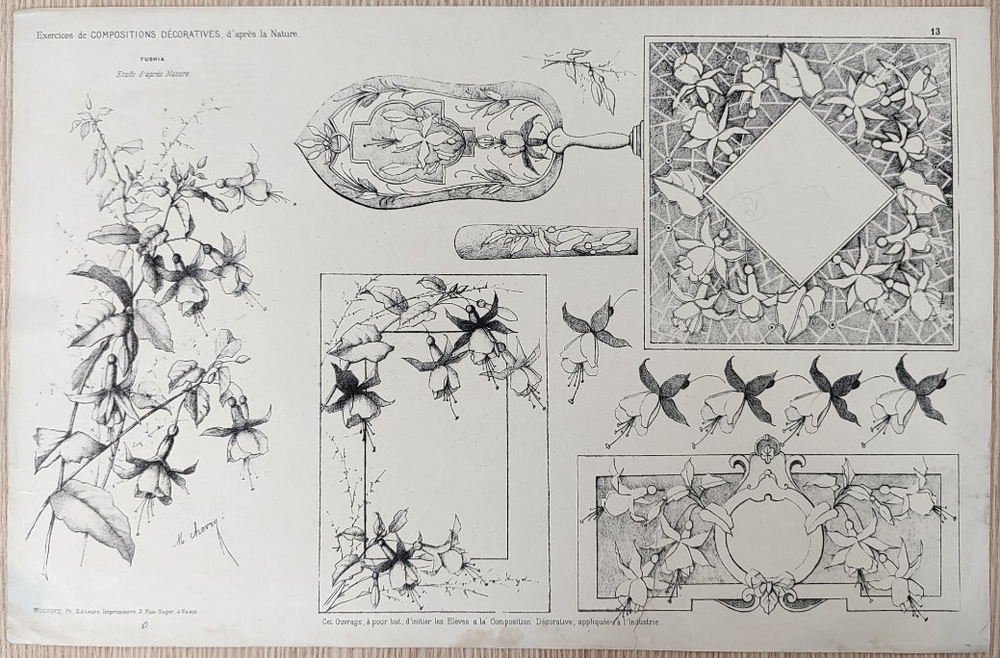 Exercices de COMPOSITIONS DÉCORATIVES, d'après la Nature.
13
FUSHIA
Etude d'après Nature
M. Chevry
MONROCQ, Fr. Editeurs, Imprimeurs, 3, Rue Suger, à PARIS
Cet Ouvrage, à pour but, d'initier les Elèves a la Composition Décorative, appliquée à l'Industrie.